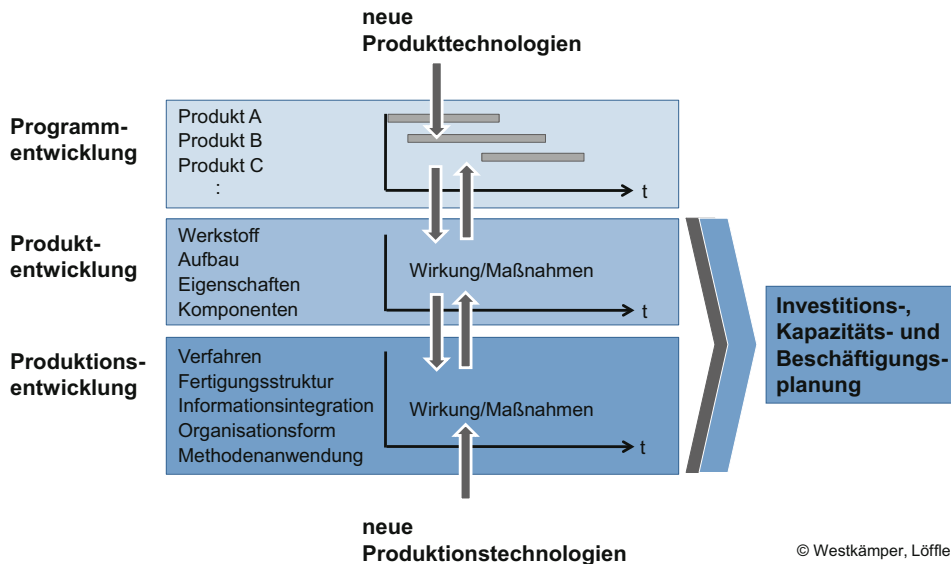 neue
Produkttechnologien
Programm-
entwicklung
Produkt A
Produkt B
Produkt C
:
t
Produkt-
entwicklung
Werkstoff
Aufbau
Eigenschaften
Komponenten
Wirkung/Maßnahmen
t
Produktions-
entwicklung
Verfahren
Fertigungsstruktur
Informationsintegration
Organisationsform
Methodenanwendung
Wirkung/Maßnahmen
t
Investitions-,
Kapazitäts- und
Beschäftigungs-
planung
neue
Produktionstechnologien
© Westkämper, Löffle